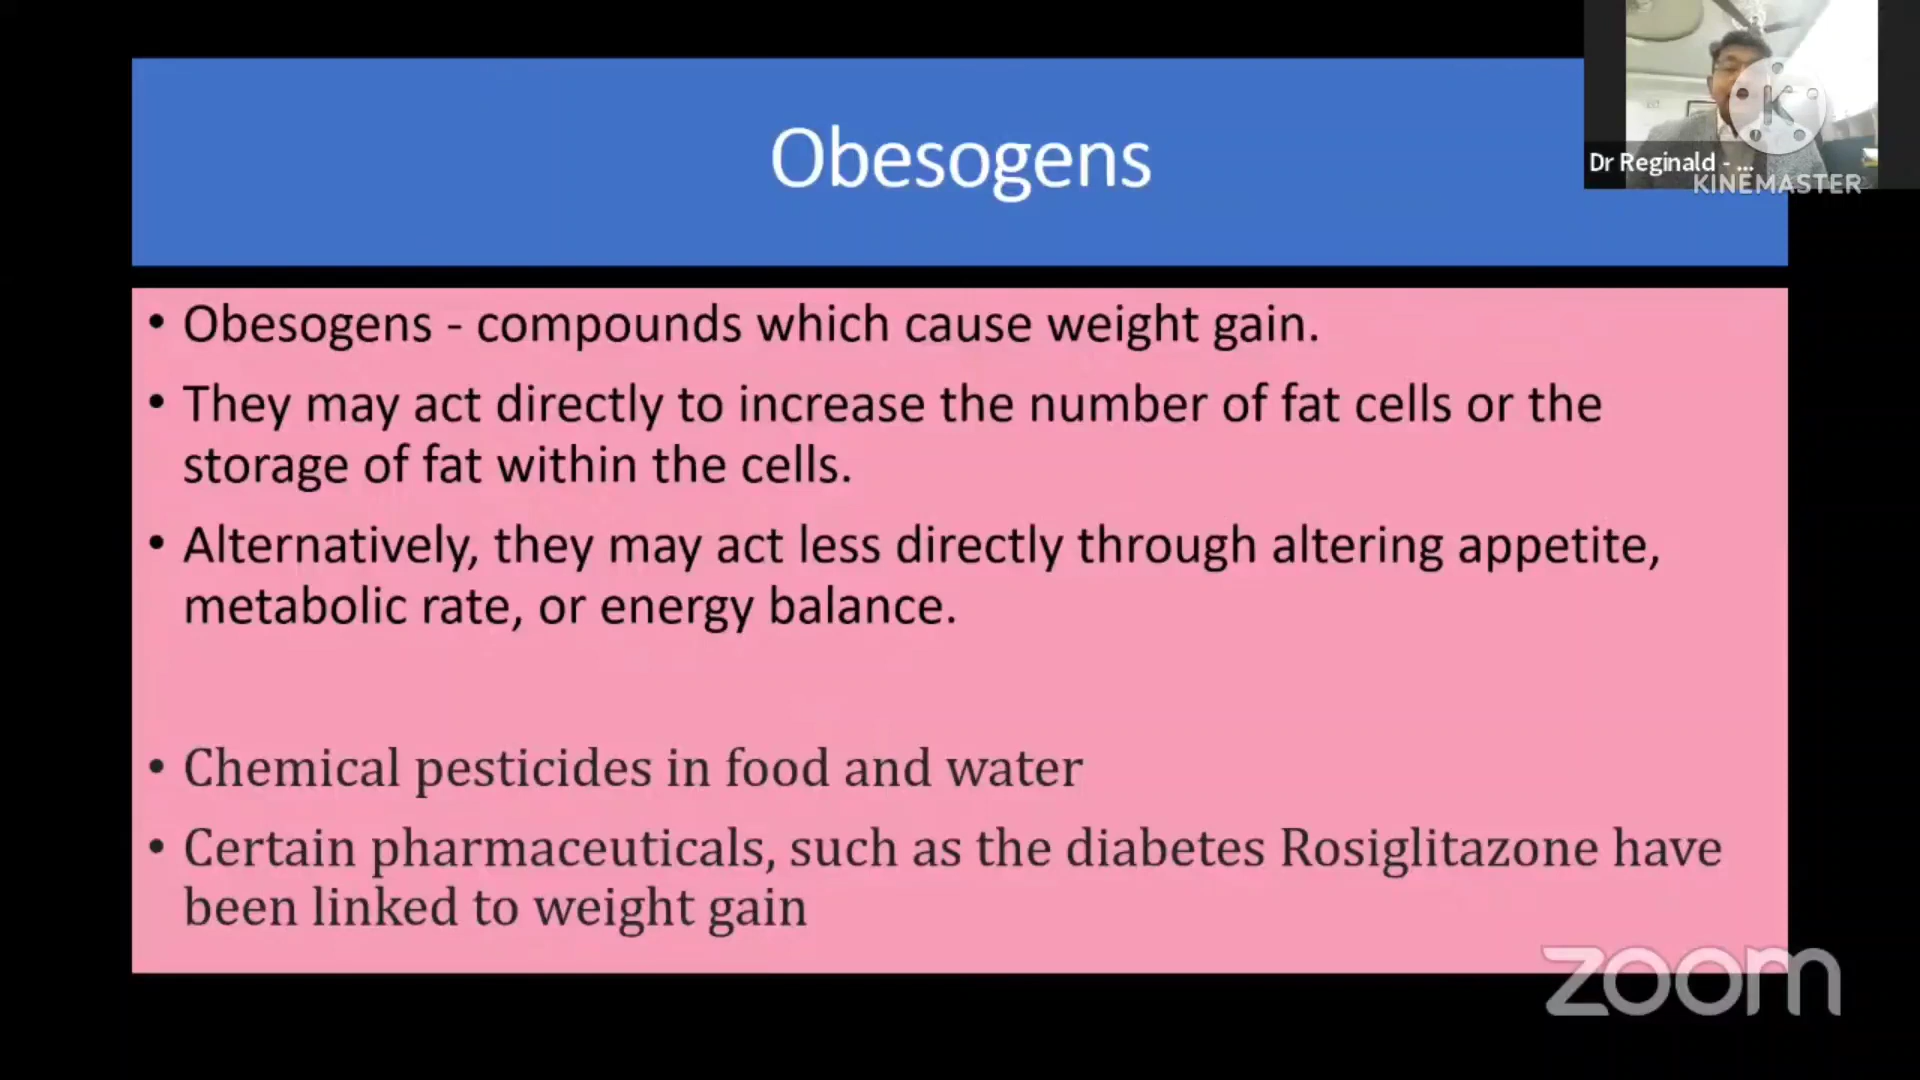 Obesogens
Dr Reginald - ...
KINEMASTER
• Obesogens - compounds which cause weight gain.
• They may act directly to increase the number of fat cells or the
storage of fat within the cells.
• Alternatively, they may act less directly through altering appetite,
metabolic rate, or energy balance.
• Chemical pesticides in food and water
• Certain pharmaceuticals, such as the diabetes Rosiglitazone have
been linked to weight gain
zoom